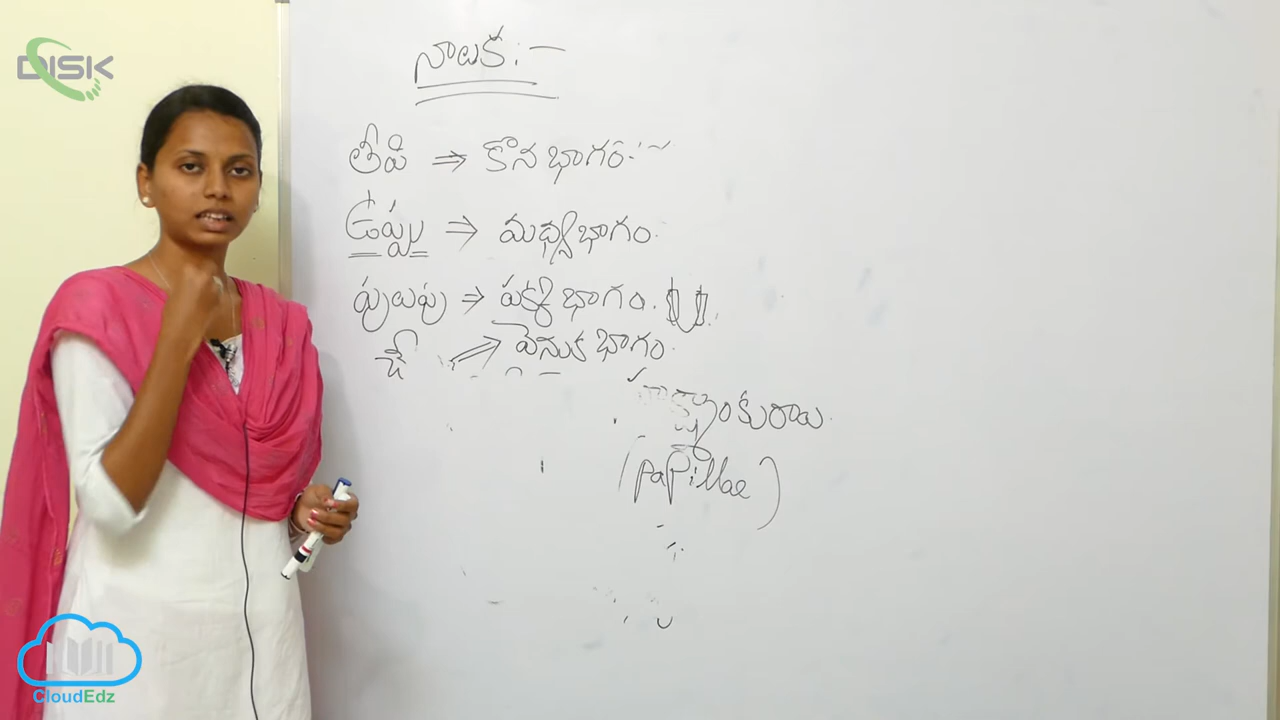 DISK
నాలుక:-
తీపి ⇒ కొన భాగం.
ఉప్పు ⇒ మధ్య భాగం.
పులుపు ⇒ పక్క భాగం.
చే ⇒ వెనుక భాగం.
(papillae)
CloudEdz